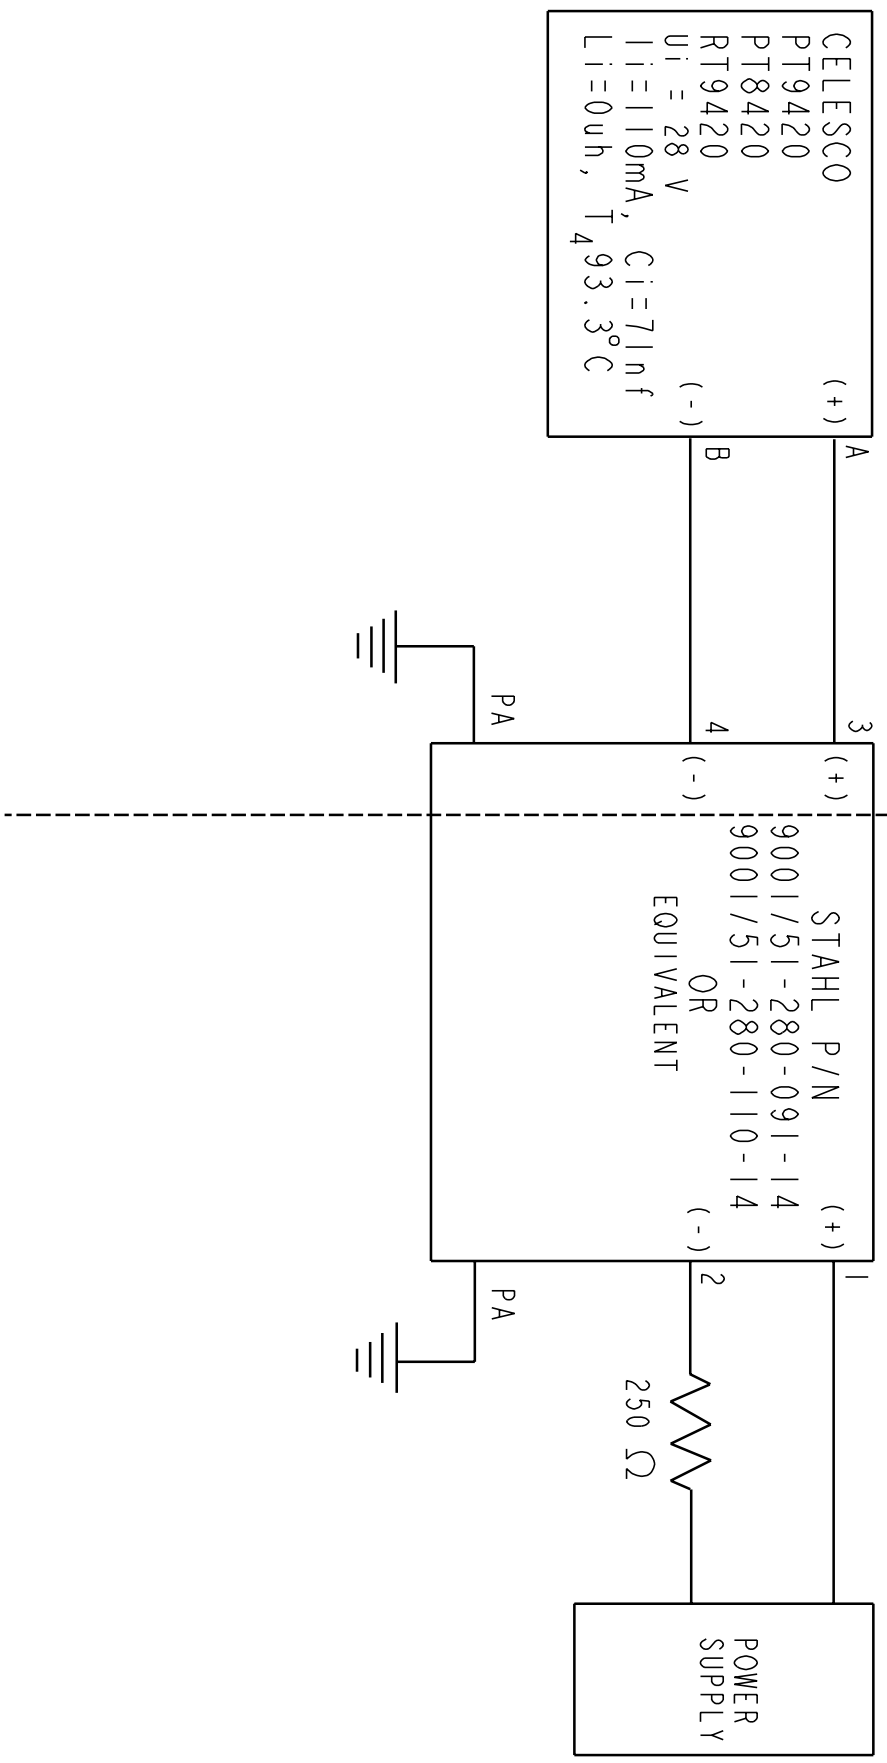 CELESCO
PT9420
PT8420
RT9420
Ui = 28 V
Ii=110mA, Ci=71nf
Li=0uh, T4 93.3°C
(+)
(-)
A
B
3
4
(+)
(-)
PA
STAHL P/N
9001/51-280-091-14
9001/51-280-110-14
OR
EQUIVALENT
(+)
(-)
1
2
PA
250 Ω
POWER
SUPPLY